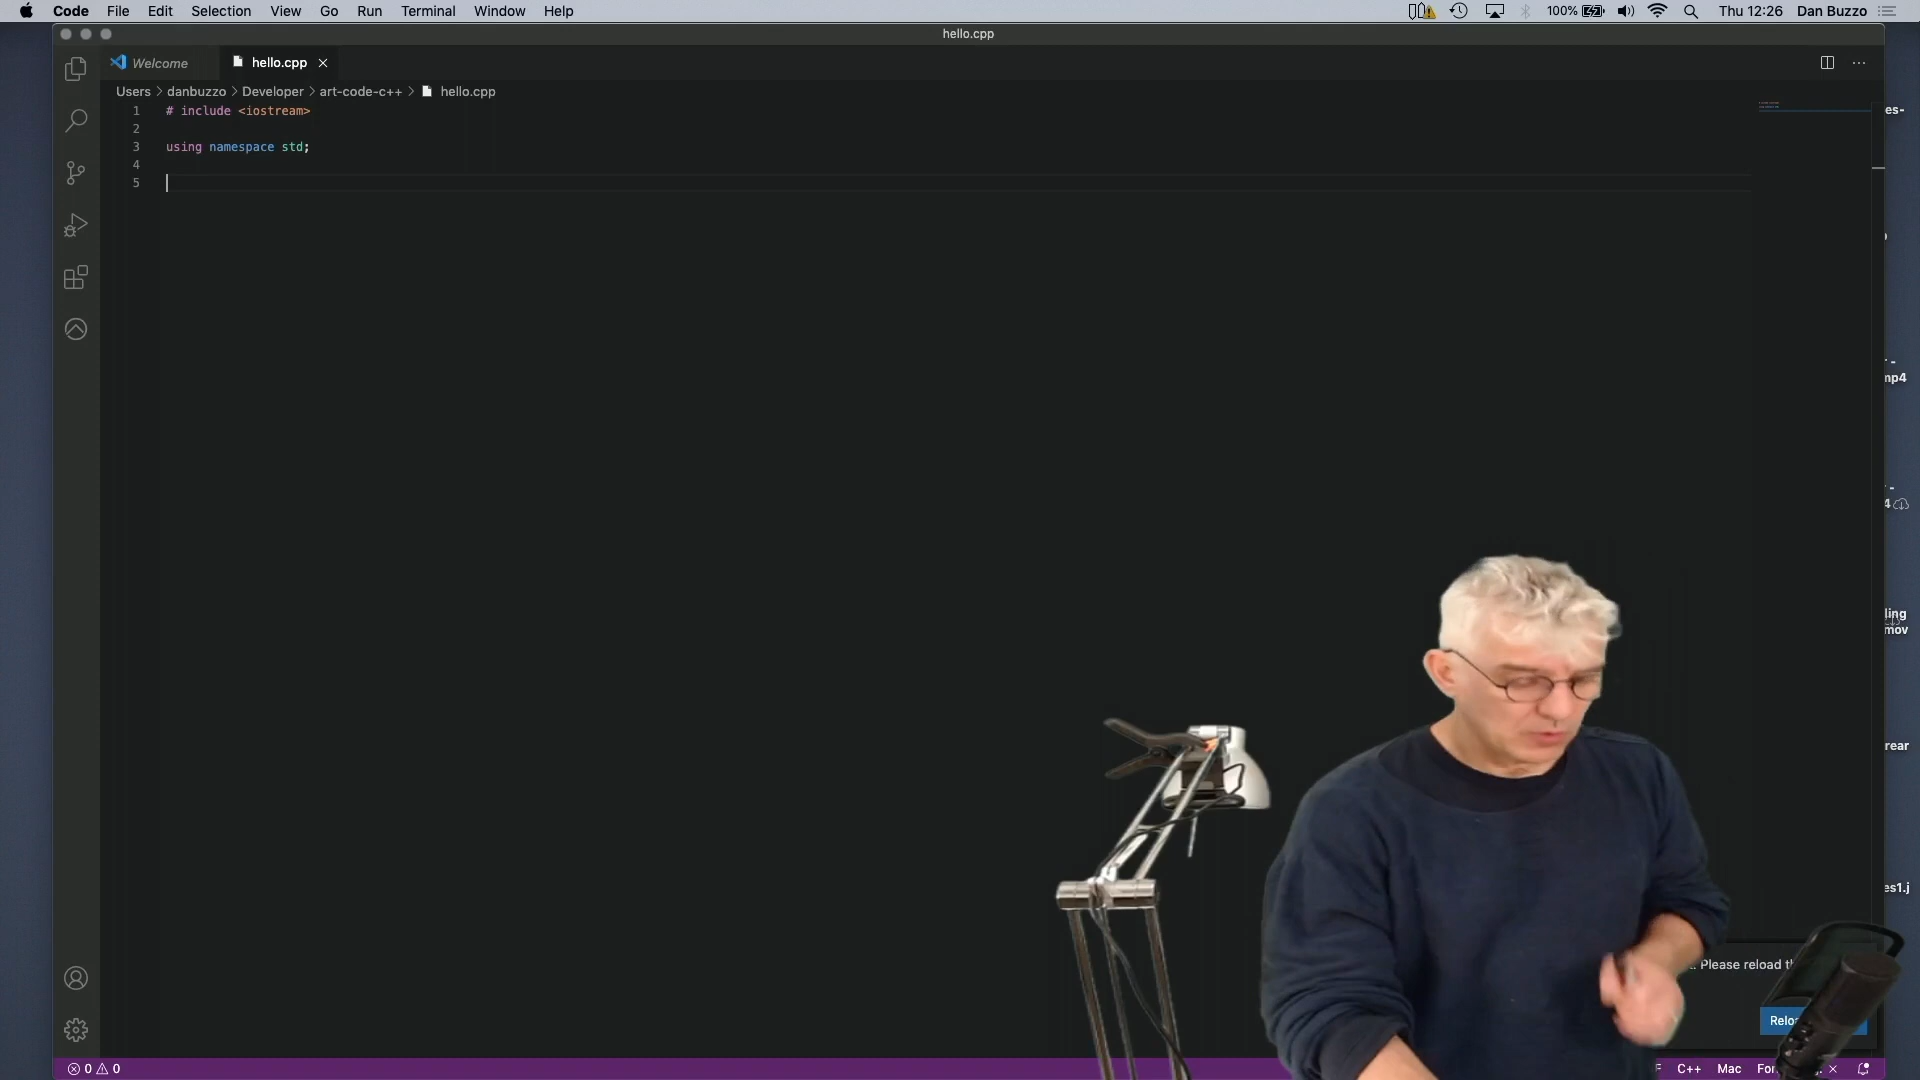 Code File Edit Selection View Go Run Terminal Window Help 100% Thu 12:26 Dan Buzzo
hello.cpp
Welcome hello.cpp
Users > danbuzzo > Developer > art-code-c++ > hello.cpp
1 # include <iostream>
2
3 using namespace std;
4
5
es-
mp4
4
ling
mov
rear
es1.j
. Please reload
0 0 C++ Mac